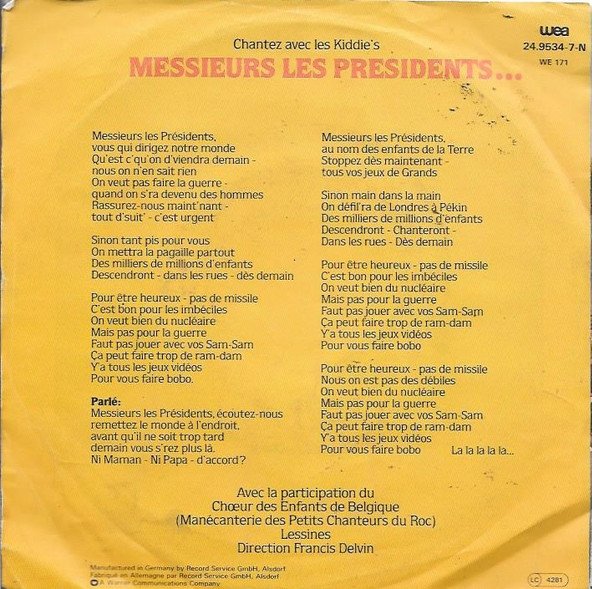 Chantez avec les Kiddie's
MESSIEURS LES PRESIDENTS...
wea
24.9534-7-N
WE 171
Messieurs les Présidents,
vous qui dirigez notre monde
Qu'est c'qu'on d'viendra demain -
nous on n'en sait rien
On veut pas faire la guerre -
quand on s'ra devenu des hommes
Rassurez-nous maint'nant -
tout d'suit' - c'est urgent
Sinon tant pis pour vous
On mettra la pagaille partout
Des milliers de millions d'enfants
Descendront - dans les rues - dès demain
Pour être heureux - pas de missile
C'est bon pour les imbéciles
On veut bien du nucléaire
Mais pas pour la guerre
Faut pas jouer avec vos Sam-Sam
Ça peut faire trop de ram-dam
Y'a tous les jeux vidéos
Pour vous faire bobo.
Parlé:
Messieurs les Présidents, écoutez-nous
remettez le monde à l'endroit,
avant qu'il ne soit trop tard
demain vous s'rez plus là.
Ni Maman - Ni Papa - d'accord?
Messieurs les Présidents,
au nom des enfants de la Terre
Stoppez dès maintenant -
tous vos jeux de Grands
Sinon main dans la main
On défil'ra de Londres à Pékin
Des milliers de millions d'enfants
Descendront - Chanteront -
Dans les rues - Dès demain
Pour être heureux - pas de missile
C'est bon pour les imbéciles
On veut bien du nucléaire
Mais pas pour la guerre
Faut pas jouer avec vos Sam-Sam
Ça peut faire trop de ram-dam
Y'a tous les jeux vidéos
Pour vous faire bobo
Pour être heureux - pas de missile
Nous on est pas des débiles
On veut bien du nucléaire
Mais pas pour la guerre
Faut pas jouer avec vos Sam-Sam
Ça peut faire trop de ram-dam
Y'a tous les jeux vidéos
Pour vous faire bobo La la la la la...
Avec la participation du
Chœur des Enfants de Belgique
(Manécanterie des Petits Chanteurs du Roc)
Lessines
Direction Francis Delvin
Manufactured in Germany by Record Service GmbH, Alsdorf
Fabriqué en Allemagne par Record Service GmbH, Alsdorf
A Warner Communications Company
LC 4281